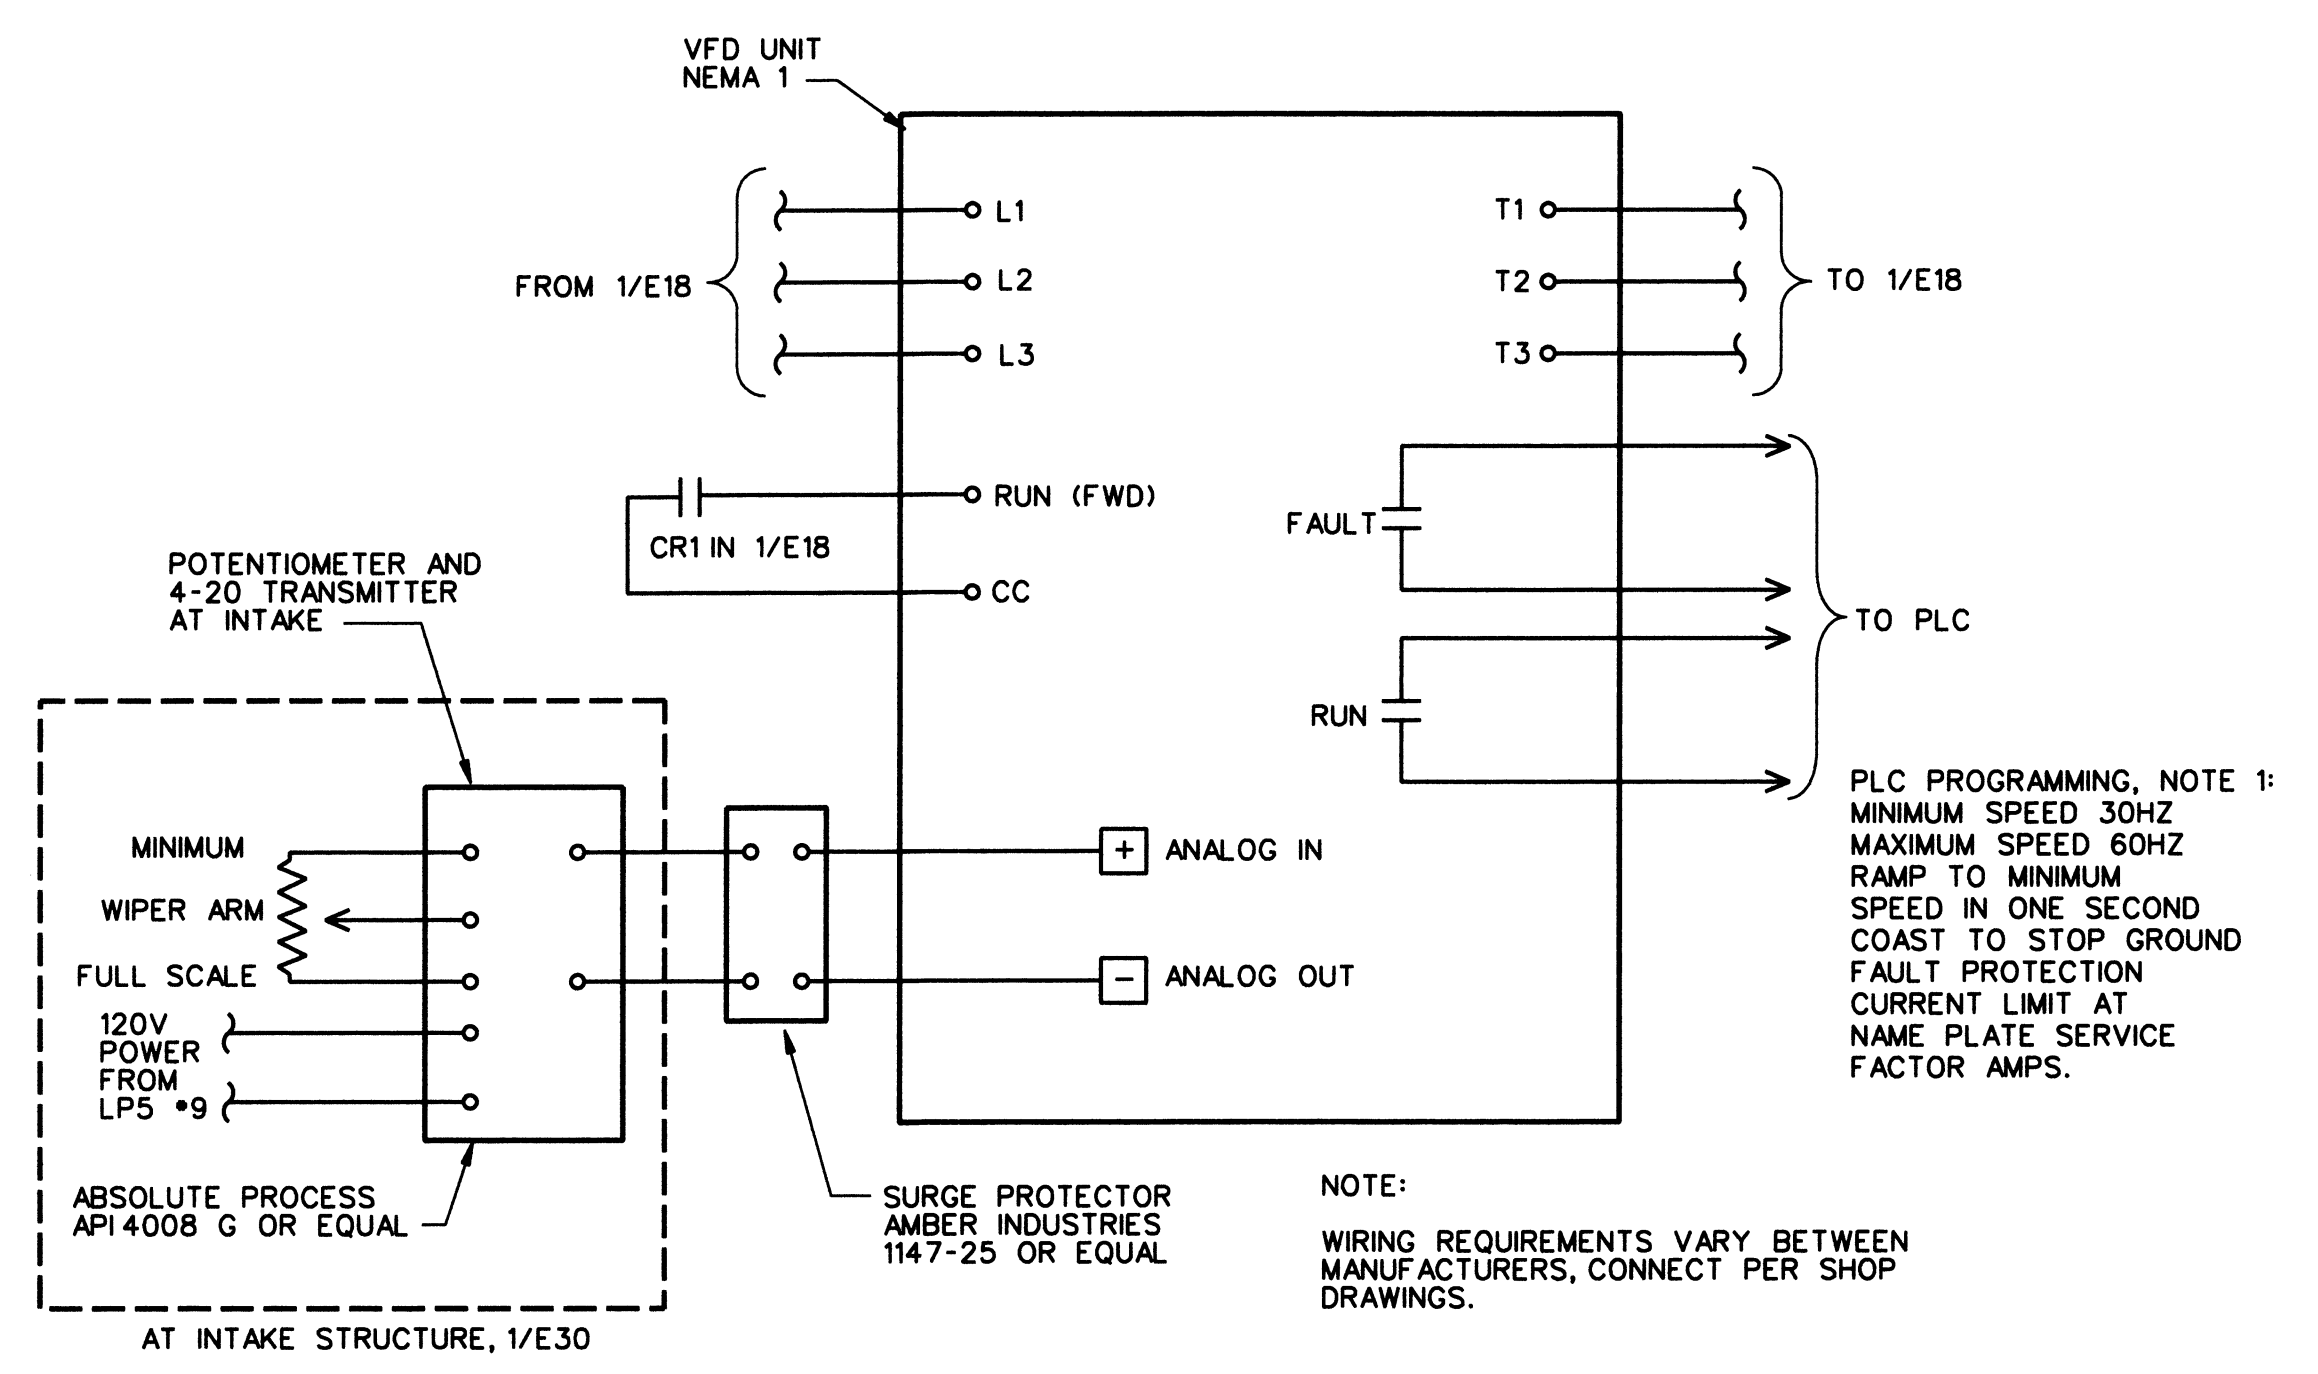 VFD UNIT
NEMA 1
L1
L2
L3
FROM 1/E18
T1
T2
T3
TO 1/E18
RUN (FWD)
CR1 IN 1/E18
CC
FAULT
RUN
TO PLC
POTENTIOMETER AND
4-20 TRANSMITTER
AT INTAKE
MINIMUM
WIPER ARM
FULL SCALE
120V
POWER
FROM
LP5 *9
+ ANALOG IN
- ANALOG OUT
PLC PROGRAMMING, NOTE 1:
MINIMUM SPEED 30HZ
MAXIMUM SPEED 60HZ
RAMP TO MINIMUM
SPEED IN ONE SECOND
COAST TO STOP GROUND
FAULT PROTECTION
CURRENT LIMIT AT
NAME PLATE SERVICE
FACTOR AMPS.
ABSOLUTE PROCESS
API 4008 G OR EQUAL
SURGE PROTECTOR
AMBER INDUSTRIES
1147-25 OR EQUAL
NOTE:
WIRING REQUIREMENTS VARY BETWEEN
MANUFACTURERS, CONNECT PER SHOP
DRAWINGS.
AT INTAKE STRUCTURE, 1/E30